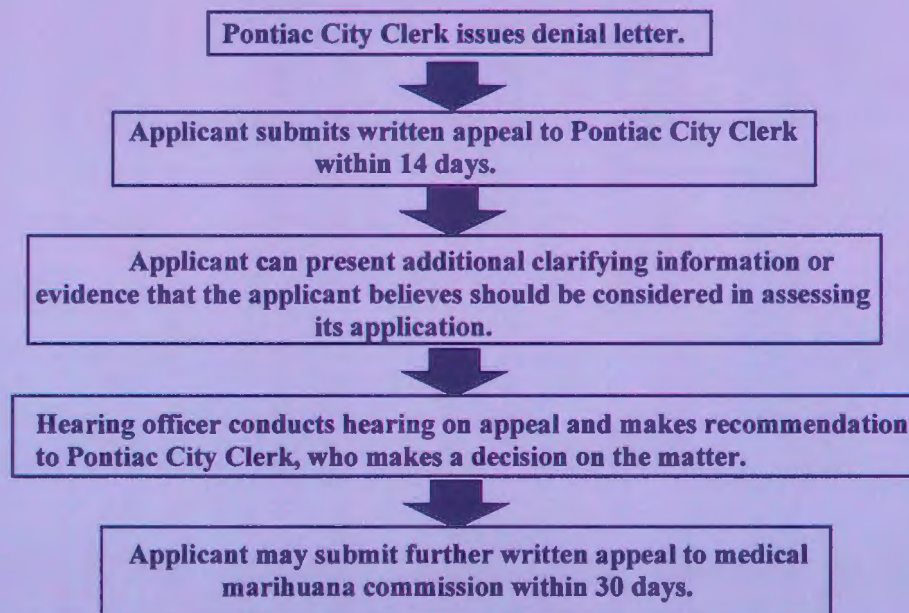 Pontiac City Clerk issues denial letter.
Applicant submits written appeal to Pontiac City Clerk
within 14 days.
Applicant can present additional clarifying information or
evidence that the applicant believes should be considered in assessing
its application.
Hearing officer conducts hearing on appeal and makes recommendation
to Pontiac City Clerk, who makes a decision on the matter.
Applicant may submit further written appeal to medical
marihuana commission within 30 days.